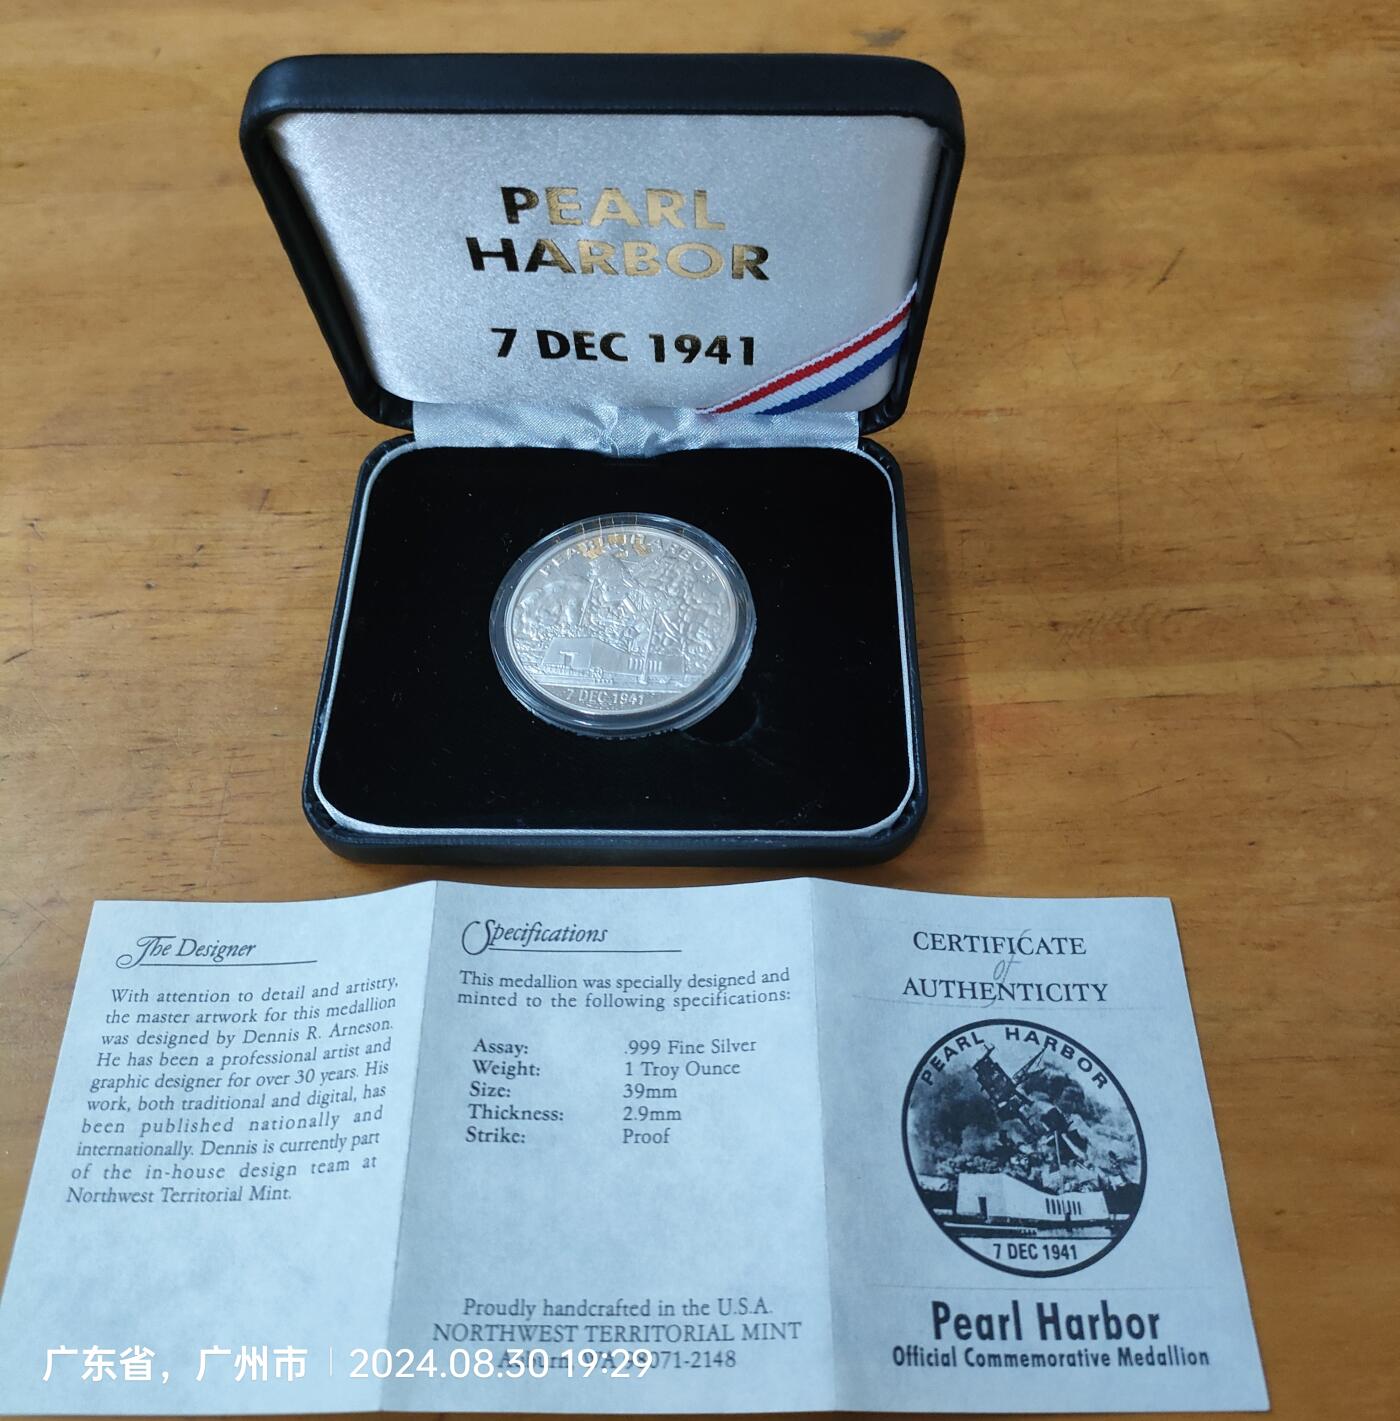 PEARL
HARBOR
7 DEC 1941
PEARL HARBOR
7 DEC 1941
The Designer
With attention to detail and artistry,
the master artwork for this medallion
was designed by Dennis R. Arneson.
He has been a professional artist and
graphic designer for over 30 years. His
work, both traditional and digital, has
been published nationally and
internationally. Dennis is currently part
of the in-house design team at
Northwest Territorial Mint.
Specifications
This medallion was specially designed and
minted to the following specifications:
Assay: .999 Fine Silver
Weight: 1 Troy Ounce
Size: 39mm
Thickness: 2.9mm
Strike: Proof
Proudly handcrafted in the U.S.A.
NORTHWEST TERRITORIAL MINT
Auburn, WA 98071-2148
CERTIFICATE
of
AUTHENTICITY
PEARL HARBOR
7 DEC 1941
Pearl Harbor
Official Commemorative Medallion
广东省，广州市 | 2024.08.30 19:29